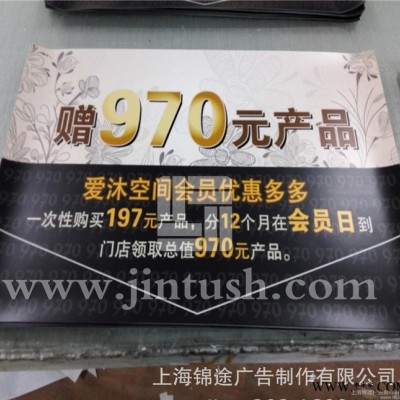 赠970元产品
爱沐空间会员优惠多多
一次性购买197元产品，分12个月在会员日到
门店领取总值970元产品。
www.jintush.com
上海锦途广告制作有限公司